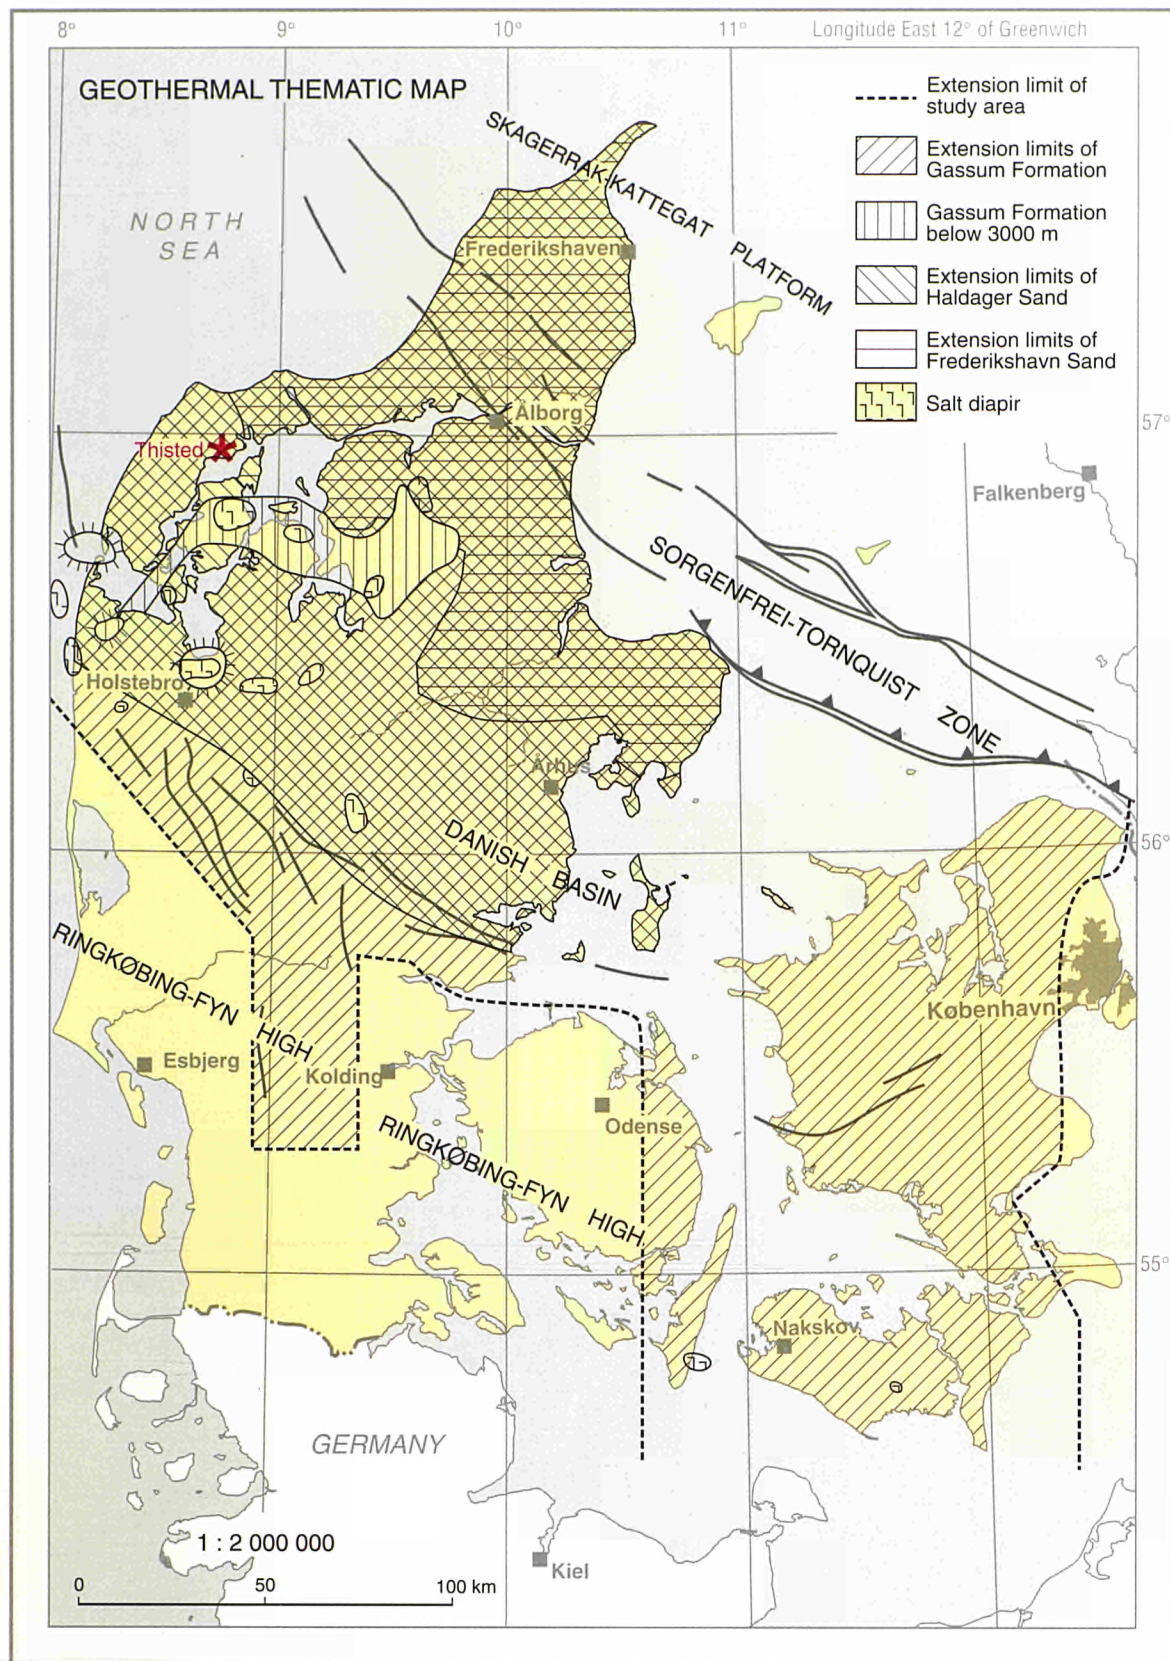 8°
9°
10°
11°
Longitude East 12° of Greenwich
GEOTHERMAL THEMATIC MAP
Extension limit of
study area
Extension limits of
Gassum Formation
Gassum Formation
below 3000 m
Extension limits of
Haldager Sand
Extension limits of
Frederikshavn Sand
Salt diapir
SKAGERRAK-KATTEGAT PLATFORM
NORTH
SEA
Frederikshaven
Ålborg
57°
Thisted
Falkenberg
SORGENFREI-TORNQUIST ZONE
Holstebro
Århus
DANISH BASIN
56°
RINGKØBING-FYN HIGH
København
Esbjerg
Kolding
Odense
RINGKØBING-FYN HIGH
55°
Nakskov
GERMANY
1 : 2 000 000
Kiel
0
50
100 km